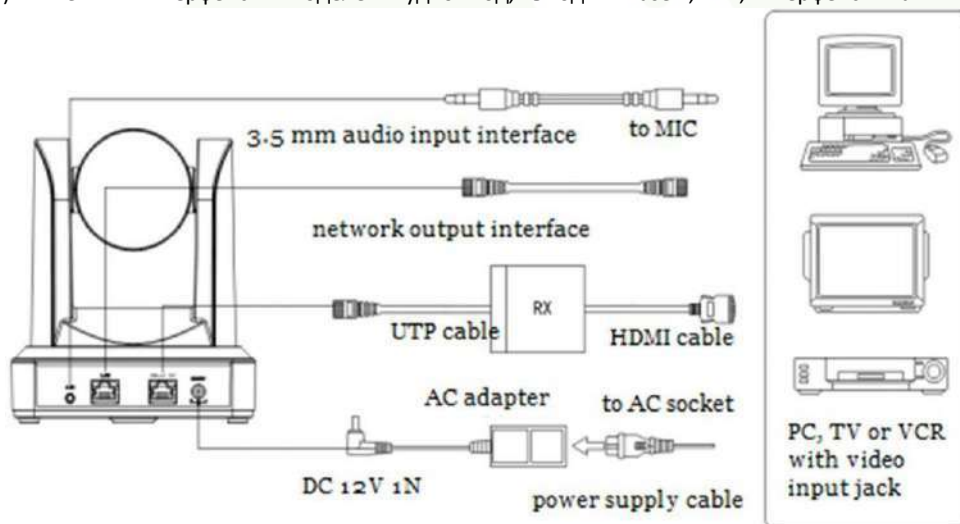 3.5 mm audio input interface
to MIC
network output interface
UTP cable
RX
HDMI cable
AC adapter
to AC socket
DC 12V 1N
power supply cable
PC, TV or VCR
with video
input jack